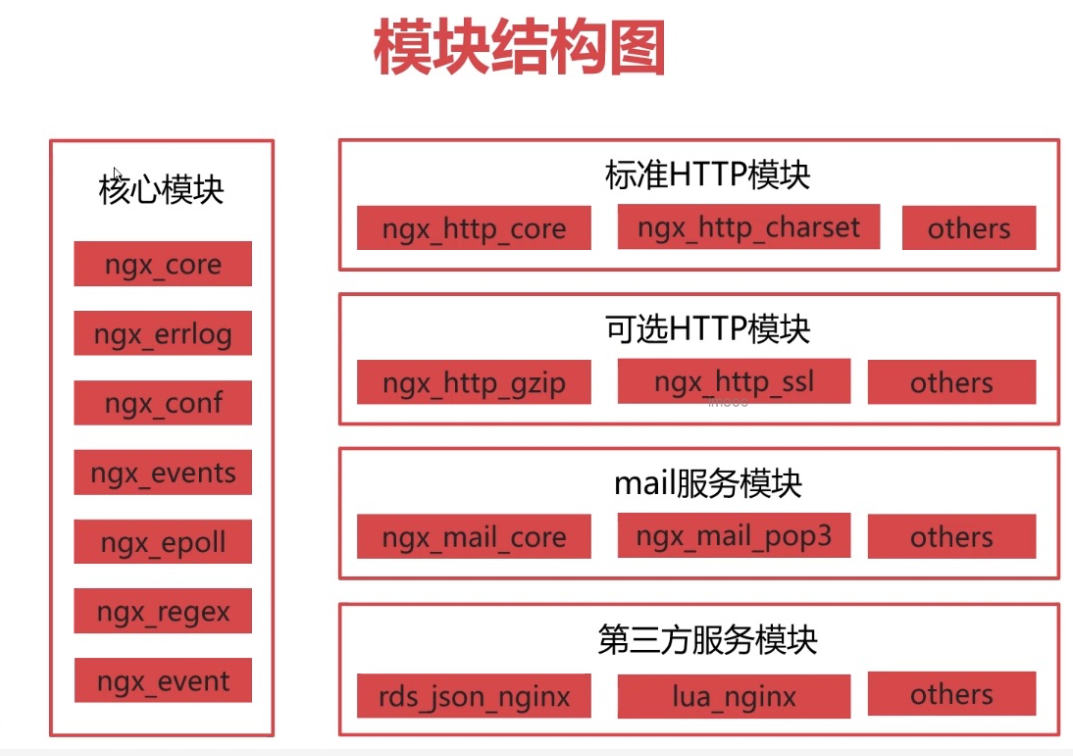 模块结构图
核心模块
ngx_core
ngx_errlog
ngx_conf
ngx_events
ngx_epoll
ngx_regex
ngx_event
标准HTTP模块
ngx_http_core ngx_http_charset others
可选HTTP模块
ngx_http_gzip ngx_http_ssl others
mail服务模块
ngx_mail_core ngx_mail_pop3 others
第三方服务模块
rds_json_nginx lua_nginx others